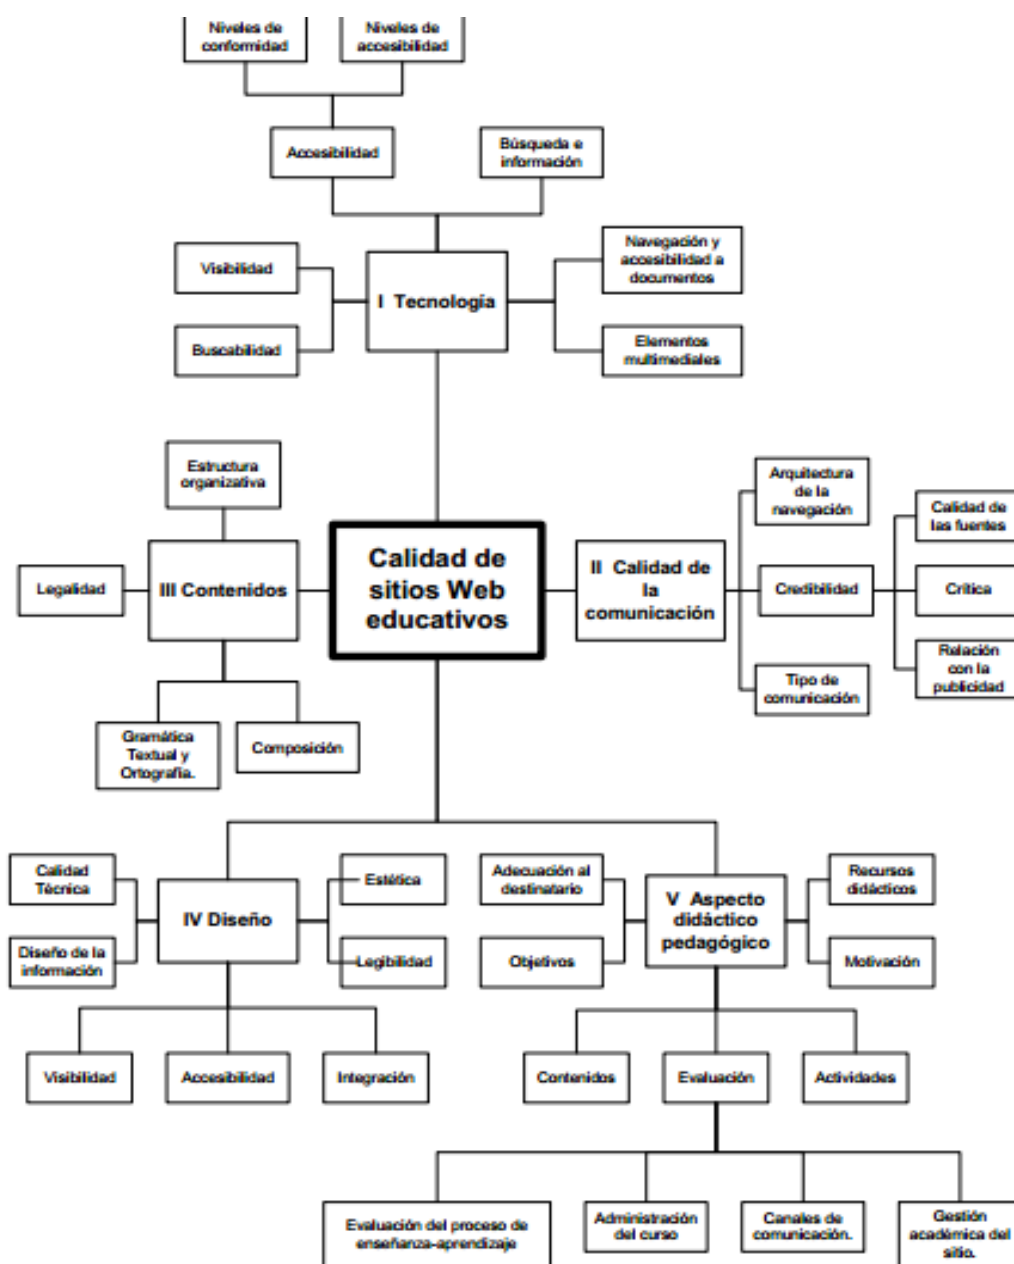 Niveles de
conformidad
Niveles de
accesibilidad
Accesibilidad
Búsqueda e
información
Visibilidad
Buscabilidad
I Tecnología
Navegación y
accesibilidad a
documentos
Elementos
multimediales
Estructura
organizativa
Legalidad
III Contenidos
Gramática
Textual y
Ortografía.
Composición
Calidad de
sitios Web
educativos
II Calidad de
la
comunicación
Arquitectura
de la
navegación
Credibilidad
Tipo de
comunicación
Calidad de
las fuentes
Crítica
Relación
con la
publicidad
Calidad
Técnica
Diseño de la
información
IV Diseño
Estética
Legibilidad
Visibilidad
Accesibilidad
Integración
Adecuación al
destinatario
Objetivos
V Aspecto
didáctico
pedagógico
Recursos
didácticos
Motivación
Contenidos
Evaluación
Actividades
Evaluación del proceso de
enseñanza-aprendizaje
Administración
del curso
Canales de
comunicación.
Gestión
académica del
sitio.